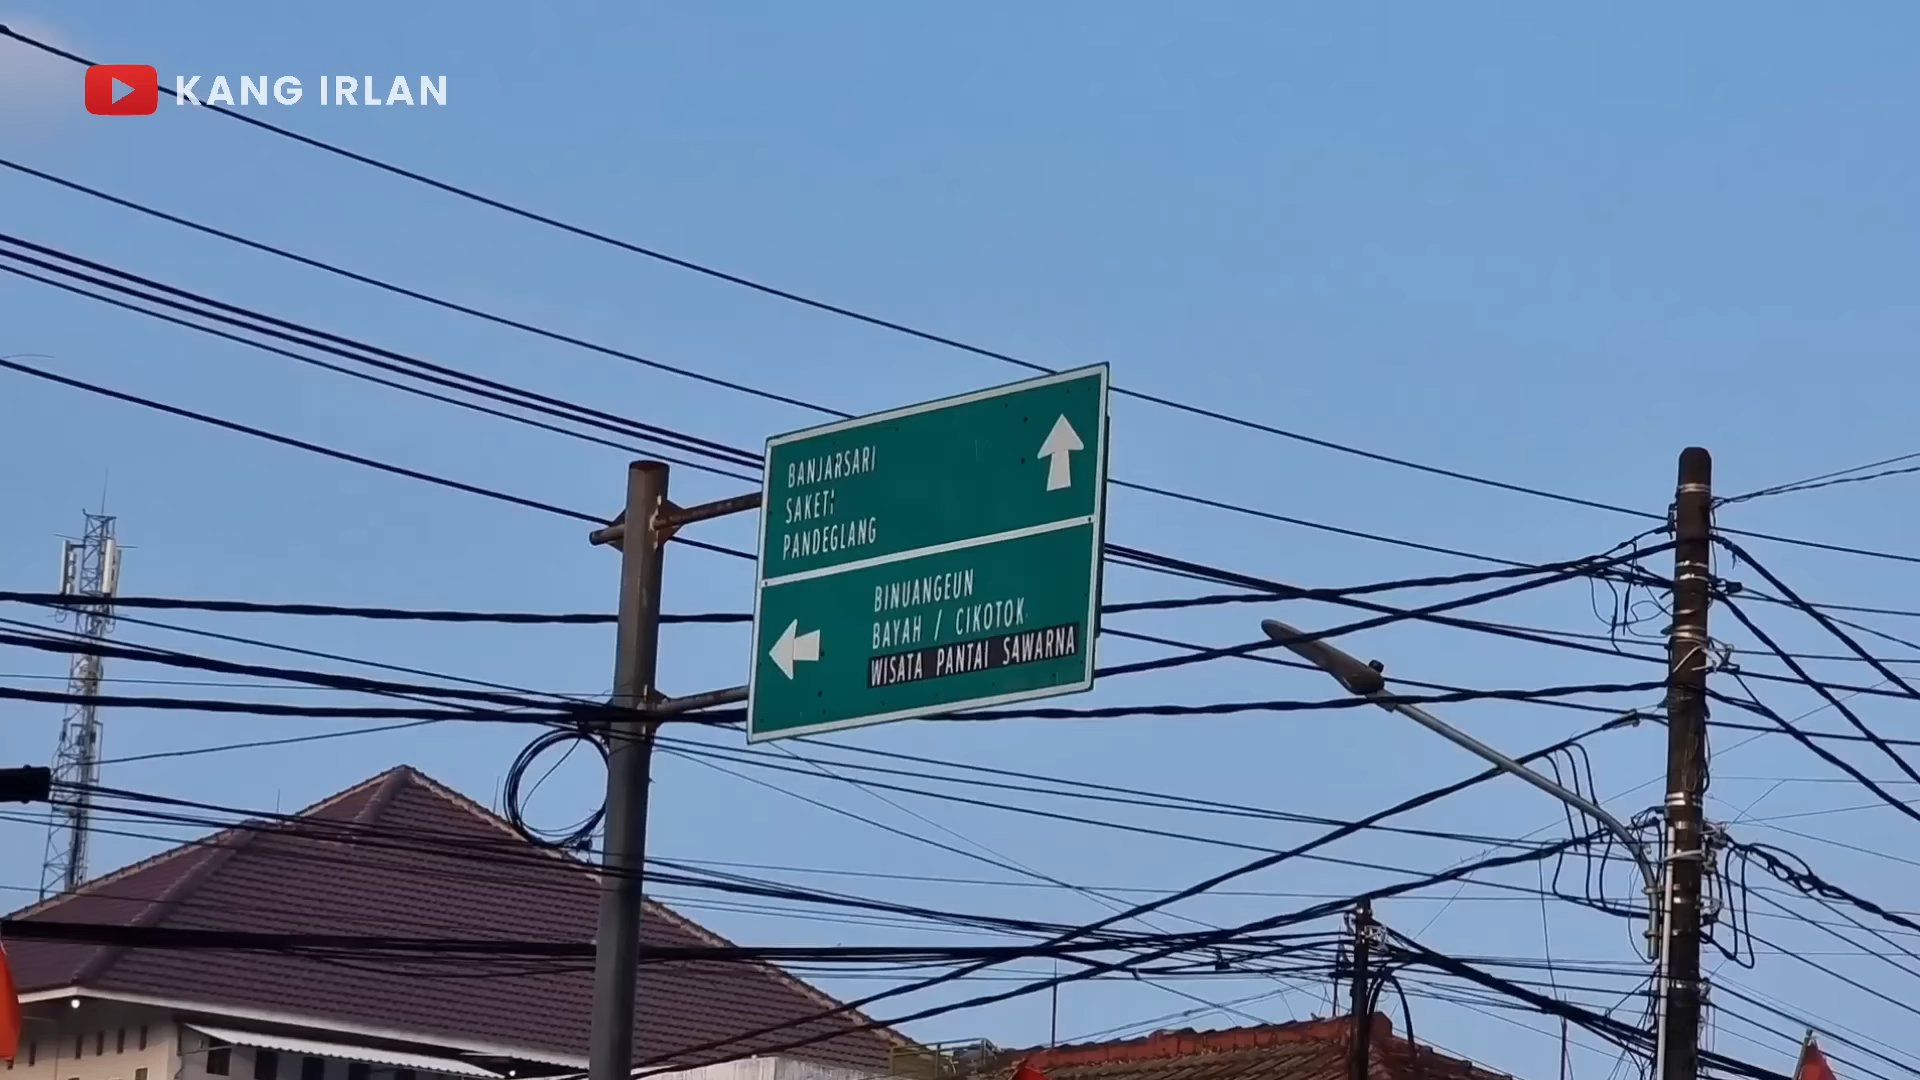 KANG IRLAN
BANJARSARI
SAKETI
PANDEGLANG
BINUANGEUN
BAYAH / CIKOTOK
WISATA PANTAI SAWARNA